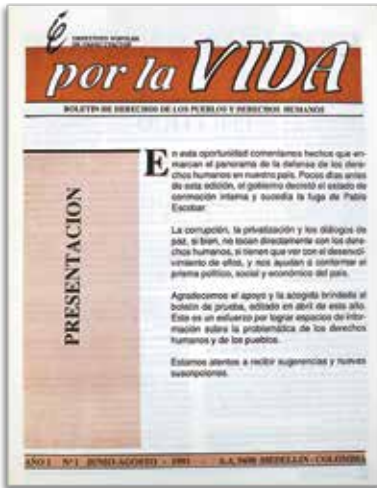 INSTITUTO POPULAR
DE CAPACITACION
por la VIDA
BOLETIN DE DERECHOS DE LOS PUEBLOS Y DERECHOS HUMANOS
PRESENTACION
En esta oportunidad comentamos hechos que en-
marcan el panorama de la defensa de los dere-
chos humanos en nuestro país. Pocos días antes
de esta edición, el gobierno decretó el estado de
conmoción interna y sucedía la fuga de Pablo
Escobar.
La corrupción, la privatización y los diálogos de
paz, si bien, no tocan directamente con los dere-
chos humanos, si tienen que ver con el desenvol-
vimiento de ellos, y nos ayudan a conformar el
prisma político, social y económico del país.
Agradecemos el apoyo y la acogida brindada al
boletín de prueba, editado en abril de este año.
Este es un esfuerzo por lograr espacios de infor-
mación sobre la problemática de los derechos
humanos y de los pueblos.
Estamos atentos a recibir sugerencias y nuevas
suscripciones.
AÑO 1 Nº 1 JUNIO-AGOSTO - A.A. MEDELLIN - COLOMBIA